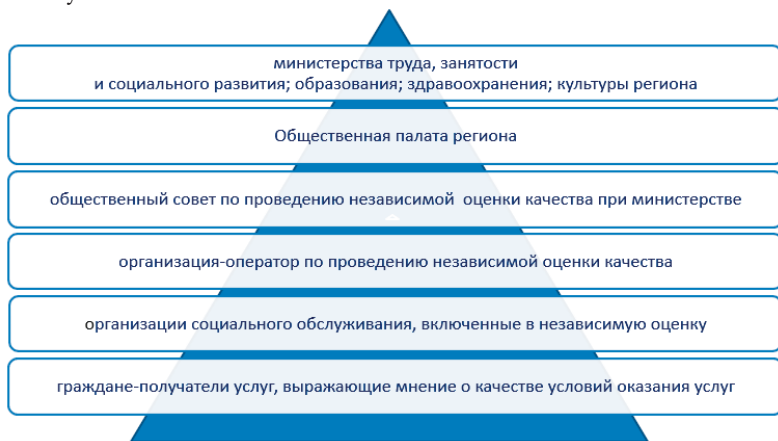 министерства труда, занятости
и социального развития; образования; здравоохранения; культуры региона
Общественная палата региона
общественный совет по проведению независимой оценки качества при министерстве
организация-оператор по проведению независимой оценки качества
организации социального обслуживания, включенные в независимую оценку
граждане-получатели услуг, выражающие мнение о качестве условий оказания услуг